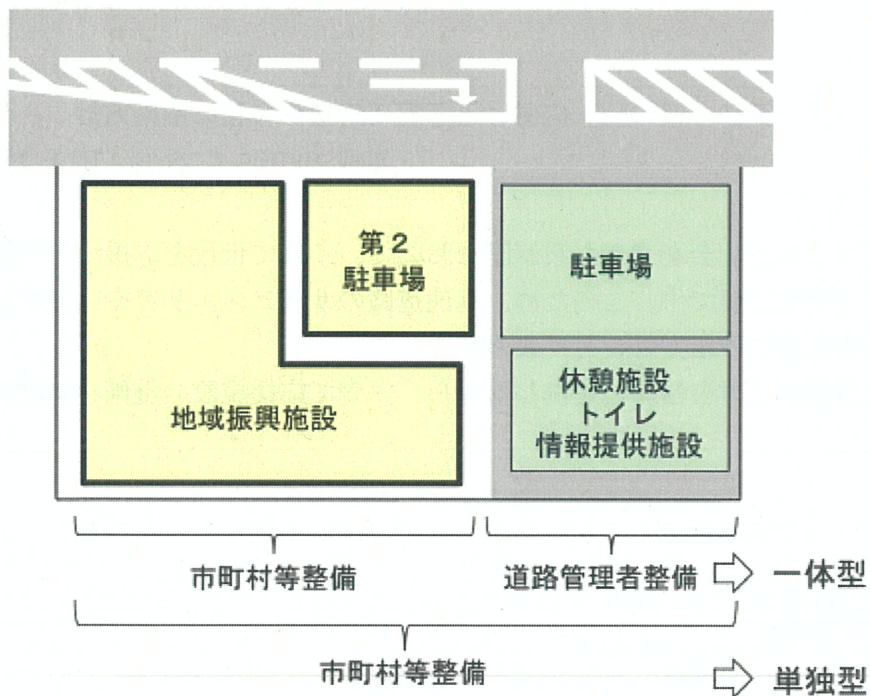 第２
駐車場
駐車場
地域振興施設
休憩施設
トイレ
情報提供施設
市町村等整備
道路管理者整備
一体型
市町村等整備
単独型